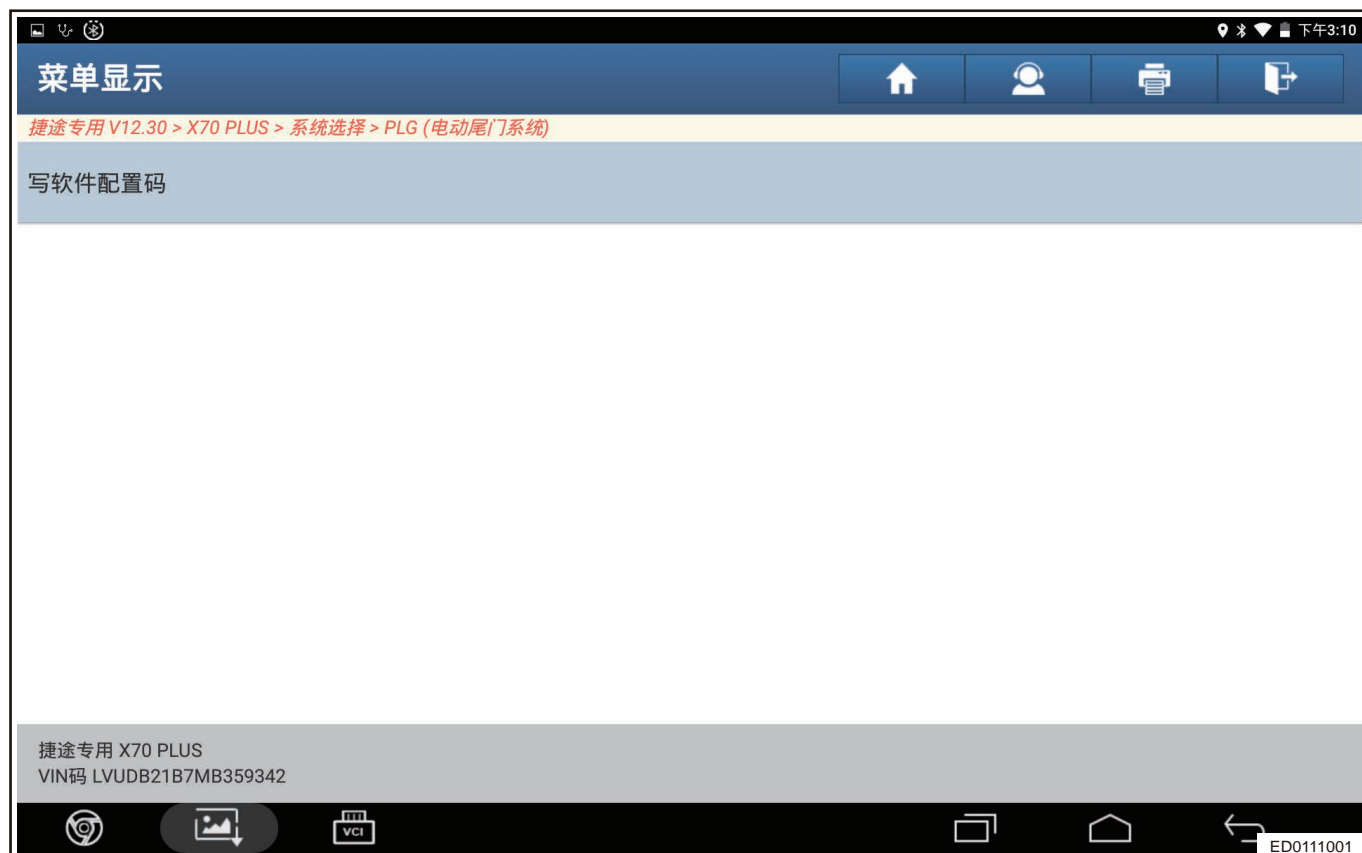 下午3:10
菜单显示
捷途专用 V12.30 > X70 PLUS > 系统选择 > PLG (电动尾门系统)
写软件配置码
捷途专用 X70 PLUS
VIN码 LVUDB21B7MB359342
VCI
ED0111001